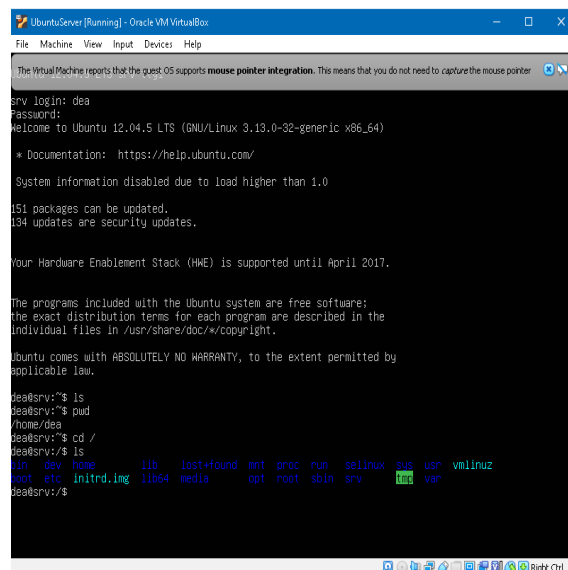 UbuntuServer [Running] - Oracle VM VirtualBox
File Machine View Input Devices Help
The Virtual Machine reports that the guest OS supports mouse pointer integration. This means that you do not need to capture the mouse pointer
Ubuntu 12.04.5 LTS srv tty1
srv login: dea
Password:
Welcome to Ubuntu 12.04.5 LTS (GNU/Linux 3.13.0-32-generic x86_64)
* Documentation: https://help.ubuntu.com/
System information disabled due to load higher than 1.0
151 packages can be updated.
134 updates are security updates.
Your Hardware Enablement Stack (HWE) is supported until April 2017.
The programs included with the Ubuntu system are free software;
the exact distribution terms for each program are described in the
individual files in /usr/share/doc/*/copyright.
Ubuntu comes with ABSOLUTELY NO WARRANTY, to the extent permitted by
applicable law.
dea@srv:~$ ls
dea@srv:~$ pwd
/home/dea
dea@srv:~$ cd /
dea@srv:/$ ls
bin dev home lib lost+found mnt proc run selinux sys usr vmlinuz
boot etc initrd.img lib64 media opt root sbin srv tmp var
dea@srv:/$
Right Ctrl